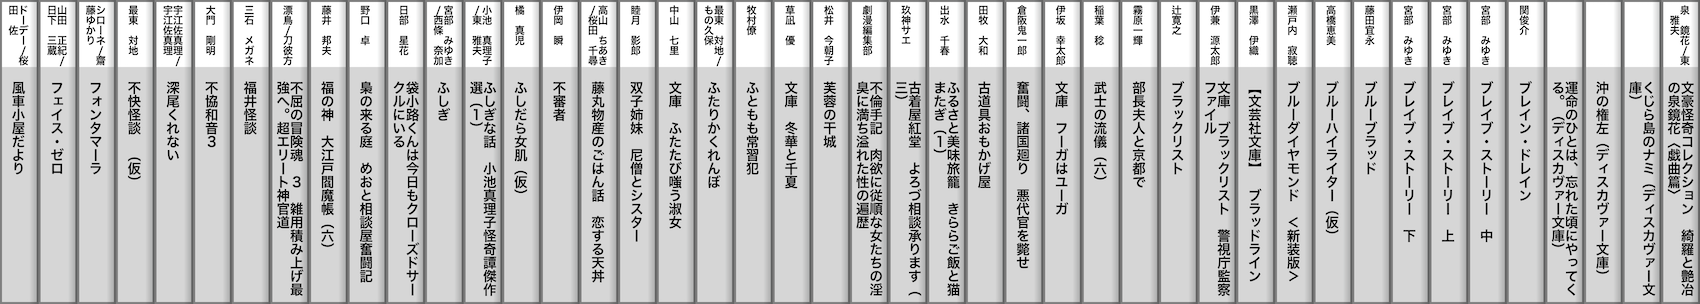 泉 鏡花/東 雅夫
文豪怪奇コレクション 綺羅と艶冶の泉鏡花〈戯曲篇〉
くじら島のナミ(ディスカヴァー文庫)
沖の権左(ディスカヴァー文庫)
運命のひとは、忘れた頃にやってくる。(ディスカヴァー文庫)
関俊介
ブレイン・ドレイン
宮部 みゆき
ブレイブ・ストーリー 中
宮部 みゆき
ブレイブ・ストーリー 上
宮部 みゆき
ブレイブ・ストーリー 下
藤田宜永
ブルーブラッド
高橋恵美
ブルーハイライター(仮)
瀬戸内 寂聴
ブルーダイヤモンド <新装版>
黒澤 伊織
【文芸社文庫】 ブラッドライン
伊兼 源太郎
文庫 ブラックリスト 警視庁監察ファイル
辻寛之
ブラックリスト
霧原一輝
部長夫人と京都で
稲葉 稔
武士の流儀(六)
伊坂 幸太郎
文庫 フーガはユーガ
倉阪鬼一郎
奮闘、諸国廻り 悪代官を斃せ
田牧 大和
古道具おもかげ屋
出水 千春
ふるさと美味旅籠 きららご飯と猫またぎ(1)
玖神サエ
古着屋紅堂 よろづ相談承ります(三)
劇漫編集部
不倫手記 肉欲に従順な女たちの淫臭に満ち溢れた性の遍歴
松井 今朝子
芙蓉の干城
草凪 優
文庫 冬華と千夏
牧村僚
ふともも常習犯
最東 対地/もの久保
ふたりかくれんぼ
中山 七里
文庫 ふたたび嗤う淑女
睦月 影郎
双子姉妹 尼僧とシスター
高山 ちあき/桜田 千尋
藤丸物産のごはん話 恋する天丼
伊岡 瞬
不審者
橘 真児
ふしだら女肌(仮)
小池 真理子/東 雅夫
ふしぎな話 小池真理子怪奇譚傑作選(1)
宮部 みゆき/西條 奈加
ふしぎ
日部 星花
袋小路くんは今日もクローズドサークルにいる
野口 卓
梟の来る庭 めおと相談屋奮闘記
藤井 邦夫
福の神 大江戸閻魔帳(六)
漂鳥/刀彼方
不屈の冒険魂 3 雑用積み上げ最強へ。超エリート神官道
三石 メガネ
福井怪談
大門 剛明
不協和音3
宇江佐真理/宇江佐真理
深尾くれない
最東 対地
不快怪談 (仮)
シローネ/齋藤ゆかり
フォンタマーラ
山田 正紀/日下 三蔵
フェイス・ゼロ
ドーデー/桜田 佐
風車小屋だより